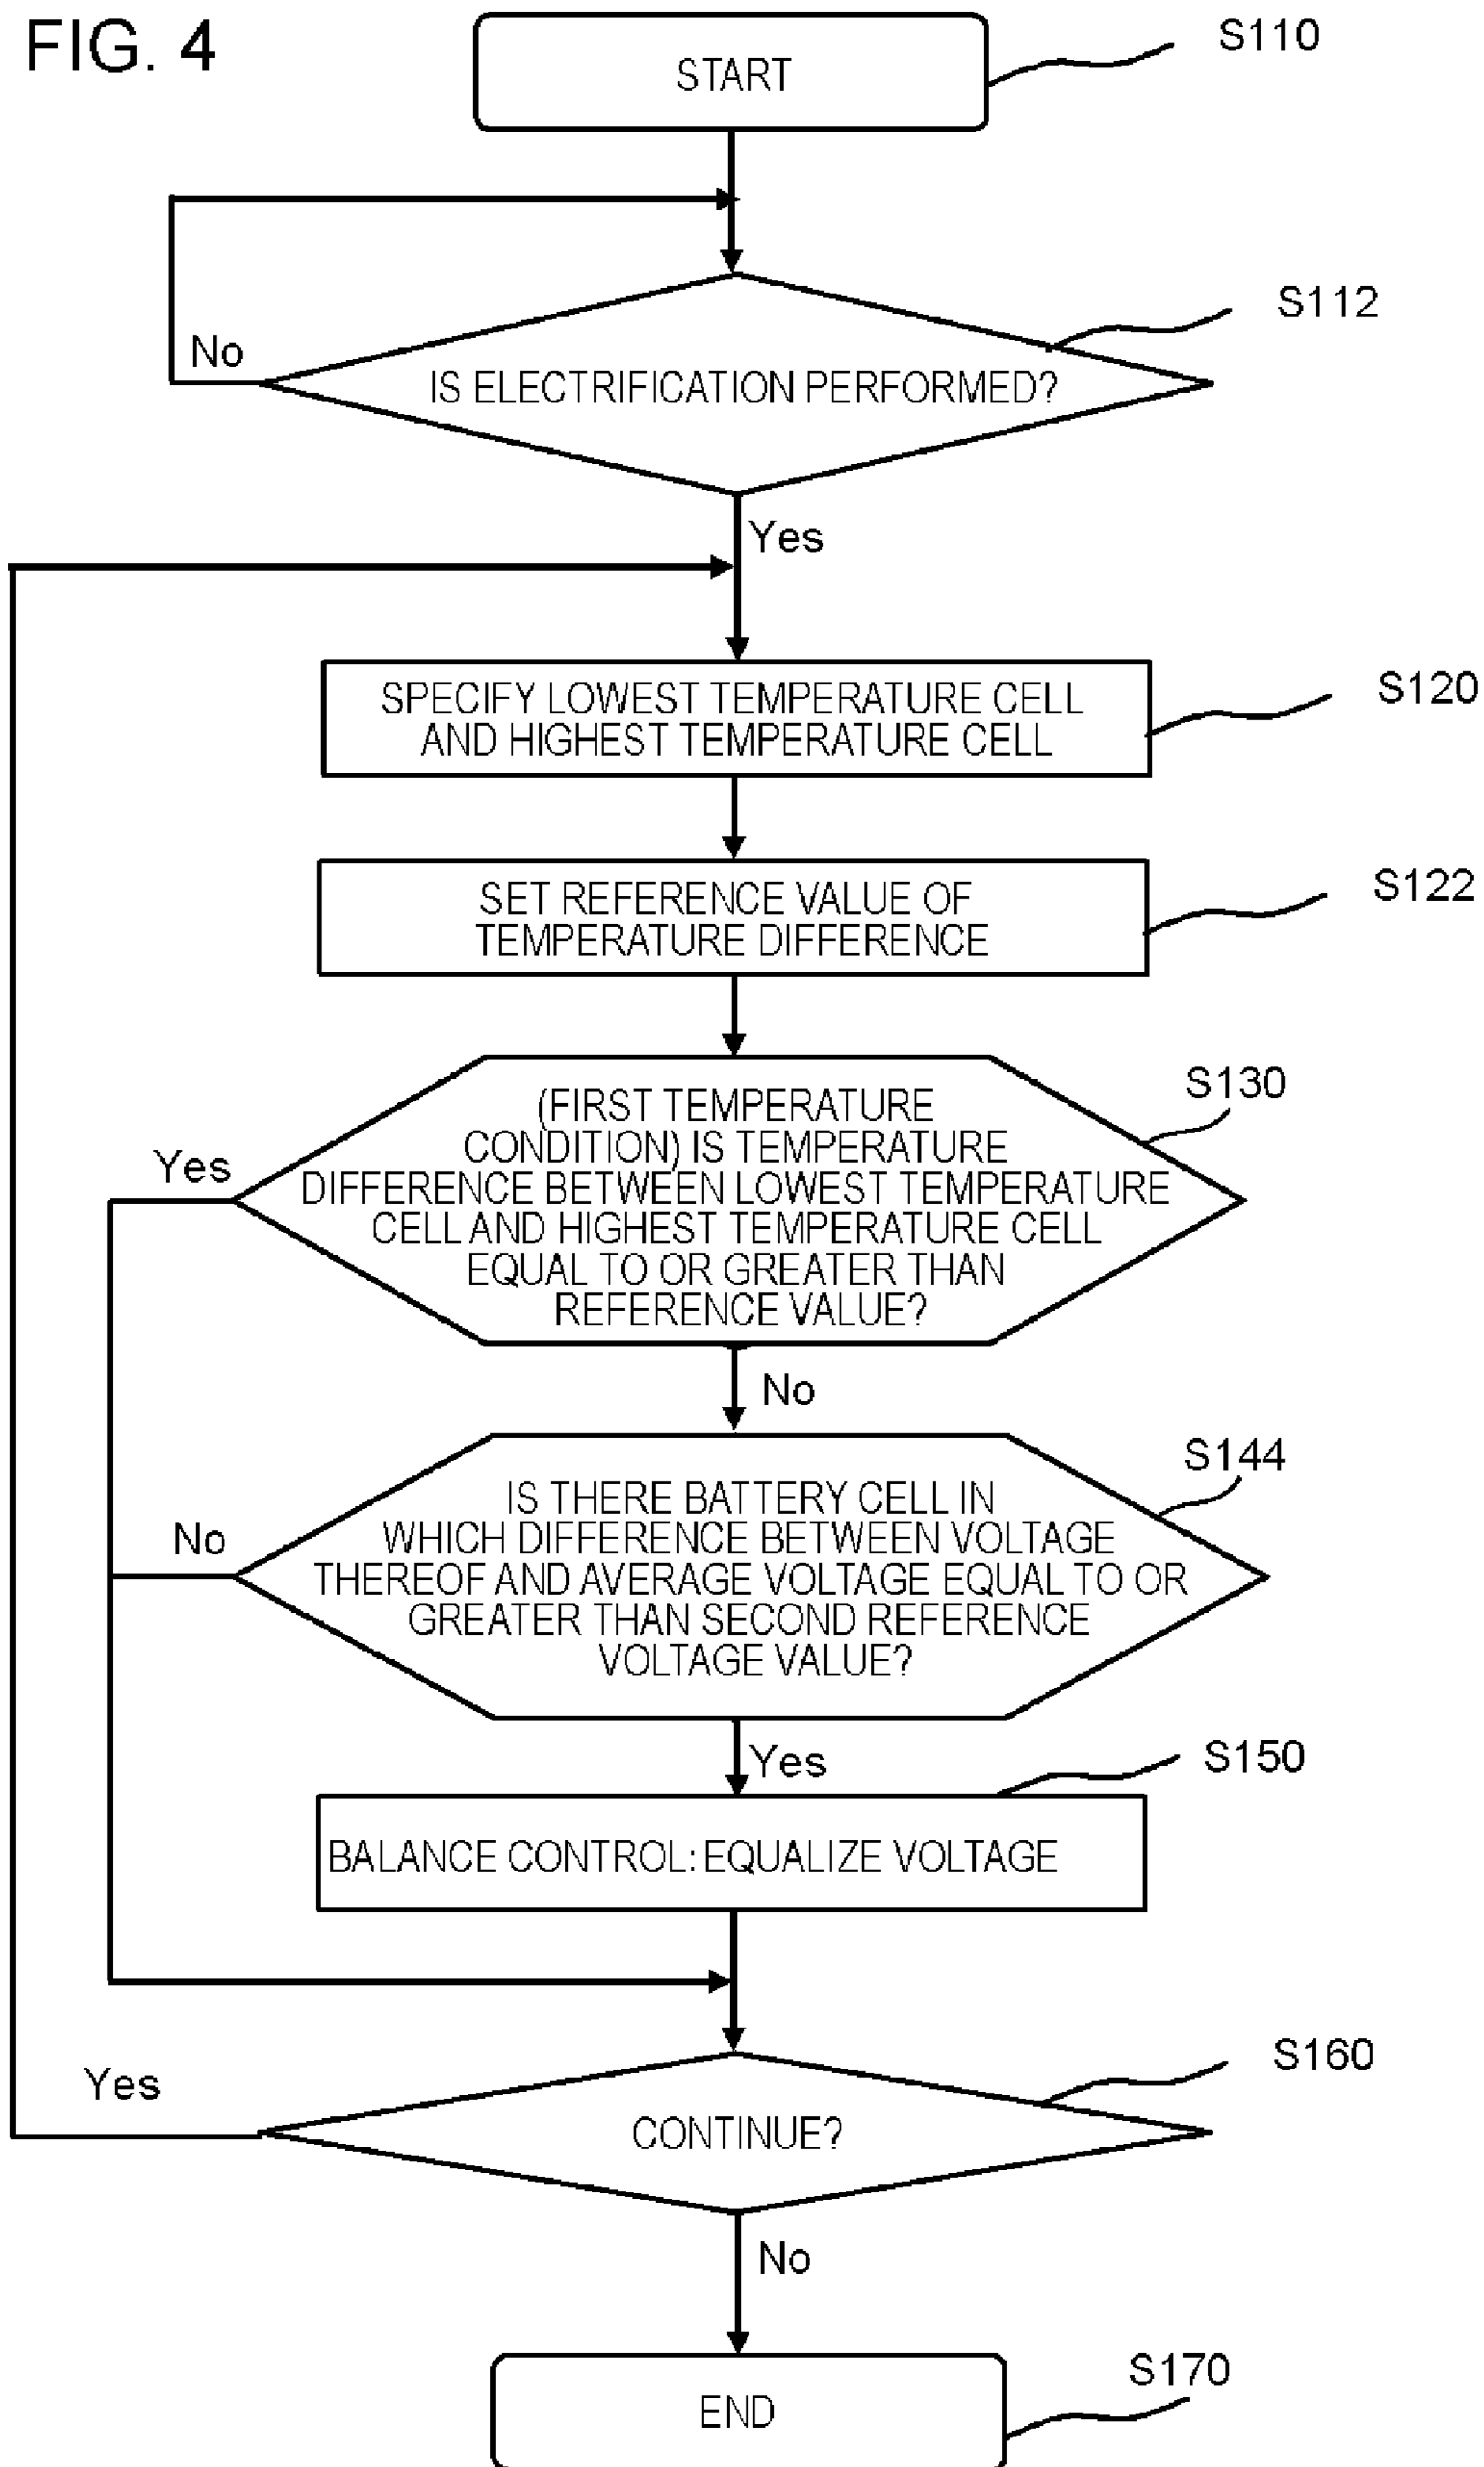 FIG. 4
START
S110
No
IS ELECTRIFICATION PERFORMED?
S112
Yes
SPECIFY LOWEST TEMPERATURE CELL
AND HIGHEST TEMPERATURE CELL
S120
SET REFERENCE VALUE OF
TEMPERATURE DIFFERENCE
S122
(FIRST TEMPERATURE
CONDITION) IS TEMPERATURE
DIFFERENCE BETWEEN LOWEST TEMPERATURE
CELL AND HIGHEST TEMPERATURE CELL
EQUAL TO OR GREATER THAN
REFERENCE VALUE?
S130
Yes
No
IS THERE BATTERY CELL IN
WHICH DIFFERENCE BETWEEN VOLTAGE
THEREOF AND AVERAGE VOLTAGE EQUAL TO OR
GREATER THAN SECOND REFERENCE
VOLTAGE VALUE?
S144
No
Yes
BALANCE CONTROL: EQUALIZE VOLTAGE
S150
CONTINUE?
S160
Yes
No
END
S170